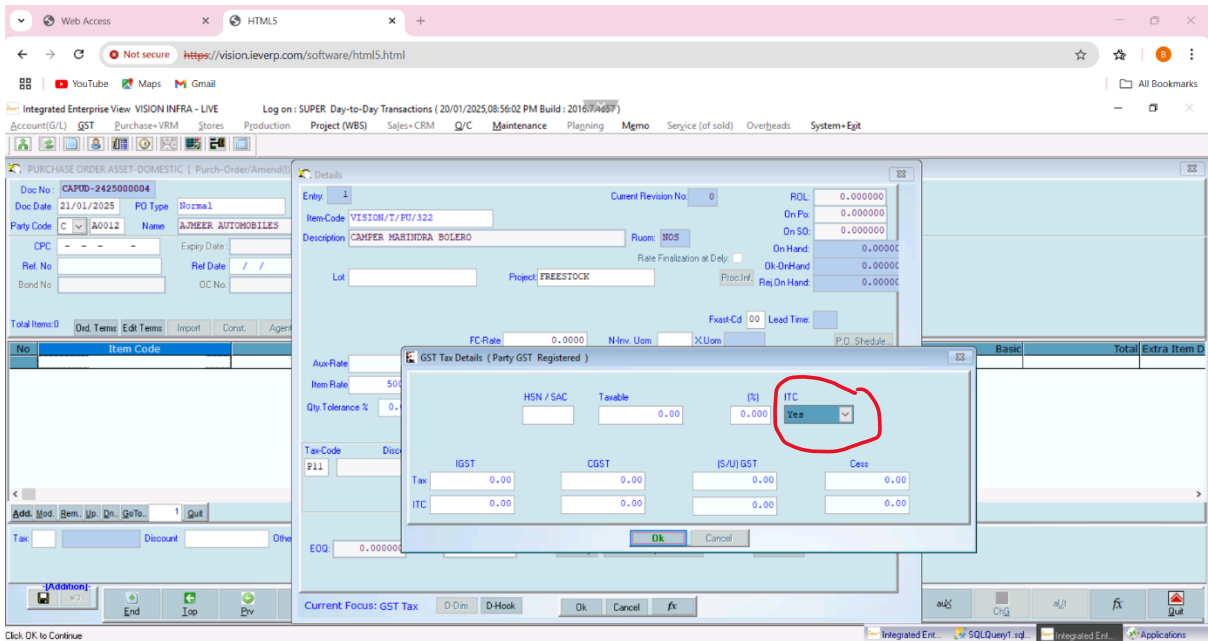 Web Access
HTML5
Not secure https://vision.ieverp.com/software/html5.html
B
YouTube Maps Gmail
All Bookmarks
Integrated Enterprise View VISION INFRA - LIVE Log on : SUPER Day-to-Day Transactions ( 20/01/2025,08:56:02 PM Build : 2016.7.4657 )
Account(G/L) GST Purchase+VRM Stores Production Project (WBS) Sales+CRM Q/C Maintenance Planning Memo Service (of sold) Overheads System+Exit
PURCHASE ORDER ASSET-DOMESTIC [ Purch-Order/Amend(I)
Doc No : CAPUD-2425000004
Doc Date 21/01/2025 PO Type Normal
Party Code C A0012 Name AJMEER AUTOMOBILES
CPC - - - - Expiry Date :
Ref. No Ref Date / /
Bond No OC No.
Total Items:0 Ord. Terms Edit Terms Import Const. Agent
No Item Code
Details
Entry: 1 Current Revision No: 0 ROL: 0.000000
On Po: 0.000000
Item-Code VISION/T/PU/322
On SO: 0.000000
Description CAMPER MAHINDRA BOLERO Ruom: NOS
On Hand: 0.0000
Rate Finalization at Dely:
Ok-OnHand 0.0000
Lot Project: FREESTOCK Proc.Inf. Rej.On Hand: 0.0000
Fxast-Cd 00 Lead Time:
FC-Rate 0.0000 N-Inv. Uom X.Uom P.O. Shedule..
Basic Total Extra Item D
Aux-Rate
Item Rate 500
Qty.Tolerance % 0.0
Tax-Code Disco
P11
GST Tax Details ( Party GST Registered )
HSN / SAC Taxable (%) ITC
0.00 0.000 Yes
IGST CGST (S/U) GST Cess
Tax 0.00 0.00 0.00 0.00
ITC 0.00 0.00 0.00 0.00
Ok Cancel
Add. Mod. Rem.. Up. Dn.. GoTo.. 1 Quit
Tax: Discount Othe
EOQ: 0.000000
-[Addition]-
End Top Prv
Current Focus: GST Tax D-Dim D-Hook Ok Cancel fx
auX ChG aUt fx Quit
Click OK to Continue
Integrated Ent... SQLQuery1.sql... Integrated Ent... Applications